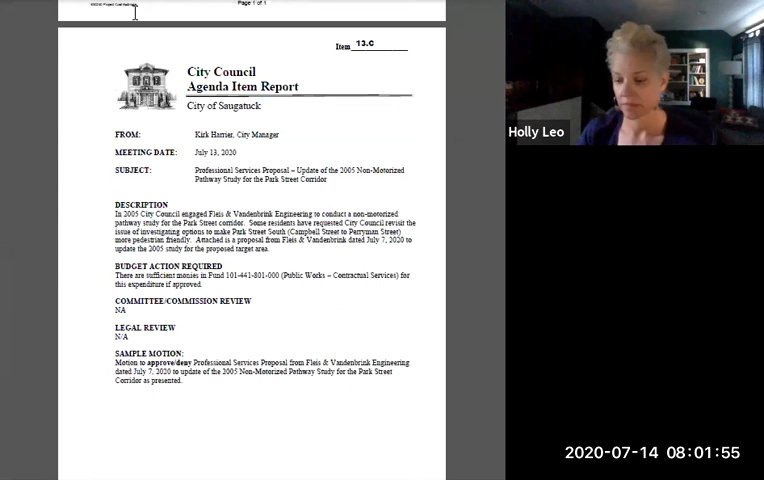 Page 1 of 1
Item 13.C
City Council
Agenda Item Report
City of Saugatuck
FROM: Kirk Harrier, City Manager
MEETING DATE: July 13, 2020
SUBJECT: Professional Services Proposal – Update of the 2005 Non-Motorized
Pathway Study for the Park Street Corridor
DESCRIPTION
In 2005 City Council engaged Fleis & Vandenbrink Engineering to conduct a non-motorized
pathway study for the Park Street corridor. Some residents have requested City Council revisit the
issue of investigating options to make Park Street South (Campbell Street to Perryman Street)
more pedestrian friendly. Attached is a proposal from Fleis & Vandenbrink dated July 7, 2020 to
update the 2005 study for the proposed target area.
BUDGET ACTION REQUIRED
There are sufficient monies in Fund 101-441-801-000 (Public Works – Contractual Services) for
this expenditure if approved.
COMMITTEE/COMMISSION REVIEW
NA
LEGAL REVIEW
N/A
SAMPLE MOTION:
Motion to approve/deny Professional Services Proposal from Fleis & Vandenbrink Engineering
dated July 7, 2020 to update of the 2005 Non-Motorized Pathway Study for the Park Street
Corridor as presented.
Holly Leo
2020-07-14 08:01:55